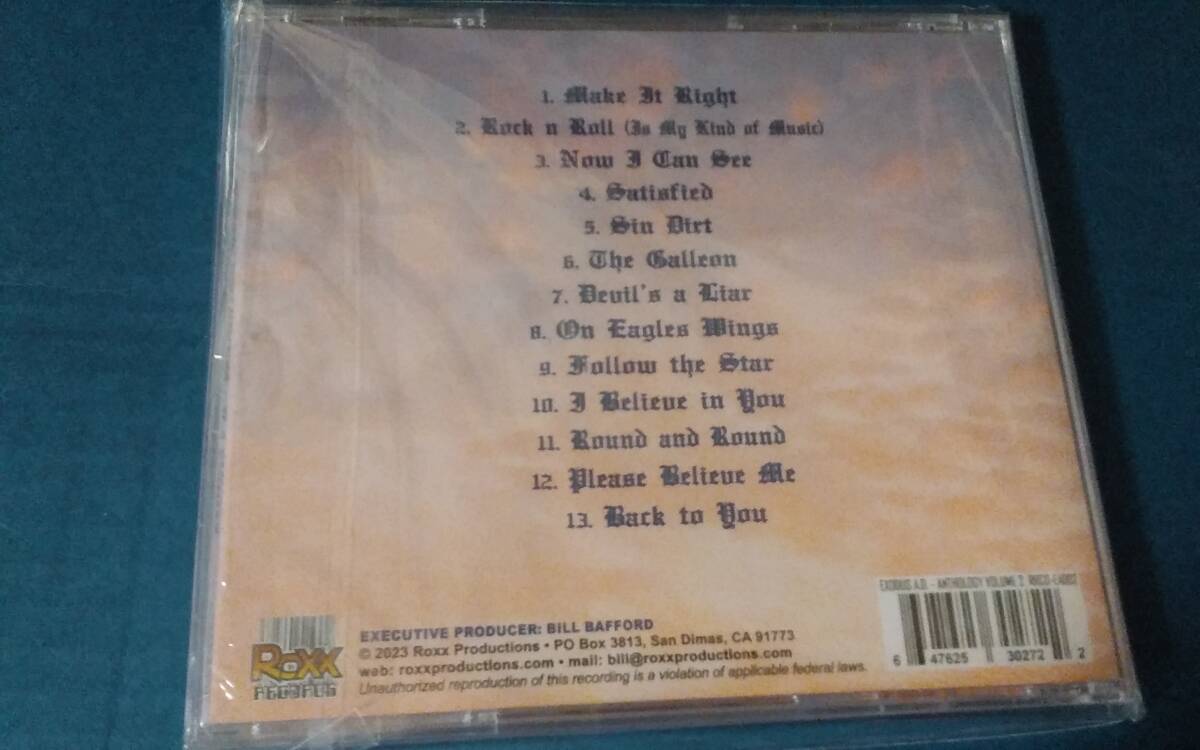 1. Make It Right
2. Rock n Roll (Is My Kind of Music)
3. Now I Can See
4. Satisfied
5. Sin Dirt
6. The Galleon
7. Devil's a Liar
8. On Eagles Wings
9. Follow the Star
10. I Believe in You
11. Round and Round
12. Please Believe Me
13. Back to You
EXODUS A.D. - ANTHOLOGY VOLUME 2
6 47625 30272 2
Roxx
RECORDS
EXECUTIVE PRODUCER: BILL BAFFORD
© 2023 Roxx Productions • PO Box 3813, San Dimas, CA 91773
web: roxxproductions.com • mail: bill@roxxproductions.com
Unauthorized reproduction of this recording is a violation of applicable federal laws.